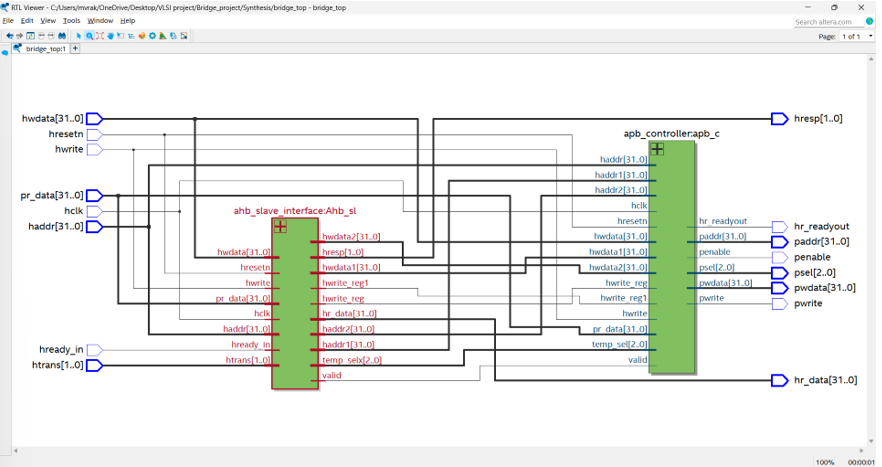 RTL Viewer - C:/Users/mvrak/OneDrive/Desktop/VLSI project/Bridge_project/Synthesis/bridge_top - bridge_top
File Edit View Tools Window Help
Search altera.com
Page: 1 of 1
bridge_top:1
hwdata[31..0]
hresetn
hwrite
pr_data[31..0]
hclk
haddr[31..0]
hready_in
htrans[1..0]
ahb_slave_interface:Ahb_sl
hwdata[31..0]
hresetn
hwrite
pr_data[31..0]
hclk
haddr[31..0]
hready_in
htrans[1..0]
hwdata2[31..0]
hresp[1..0]
hwdata1[31..0]
hwrite_reg1
hwrite_reg
hr_data[31..0]
haddr2[31..0]
haddr1[31..0]
temp_selx[2..0]
valid
apb_controller:apb_c
haddr[31..0]
haddr1[31..0]
haddr2[31..0]
hclk
hresetn
hwdata[31..0]
hwdata1[31..0]
hwdata2[31..0]
hwrite_reg
hwrite_reg1
hwrite
pr_data[31..0]
temp_sel[2..0]
valid
hr_readyout
paddr[31..0]
penable
psel[2..0]
pwdata[31..0]
pwrite
hresp[1..0]
hr_readyout
paddr[31..0]
penable
psel[2..0]
pwdata[31..0]
pwrite
hr_data[31..0]
100% 00:00:01